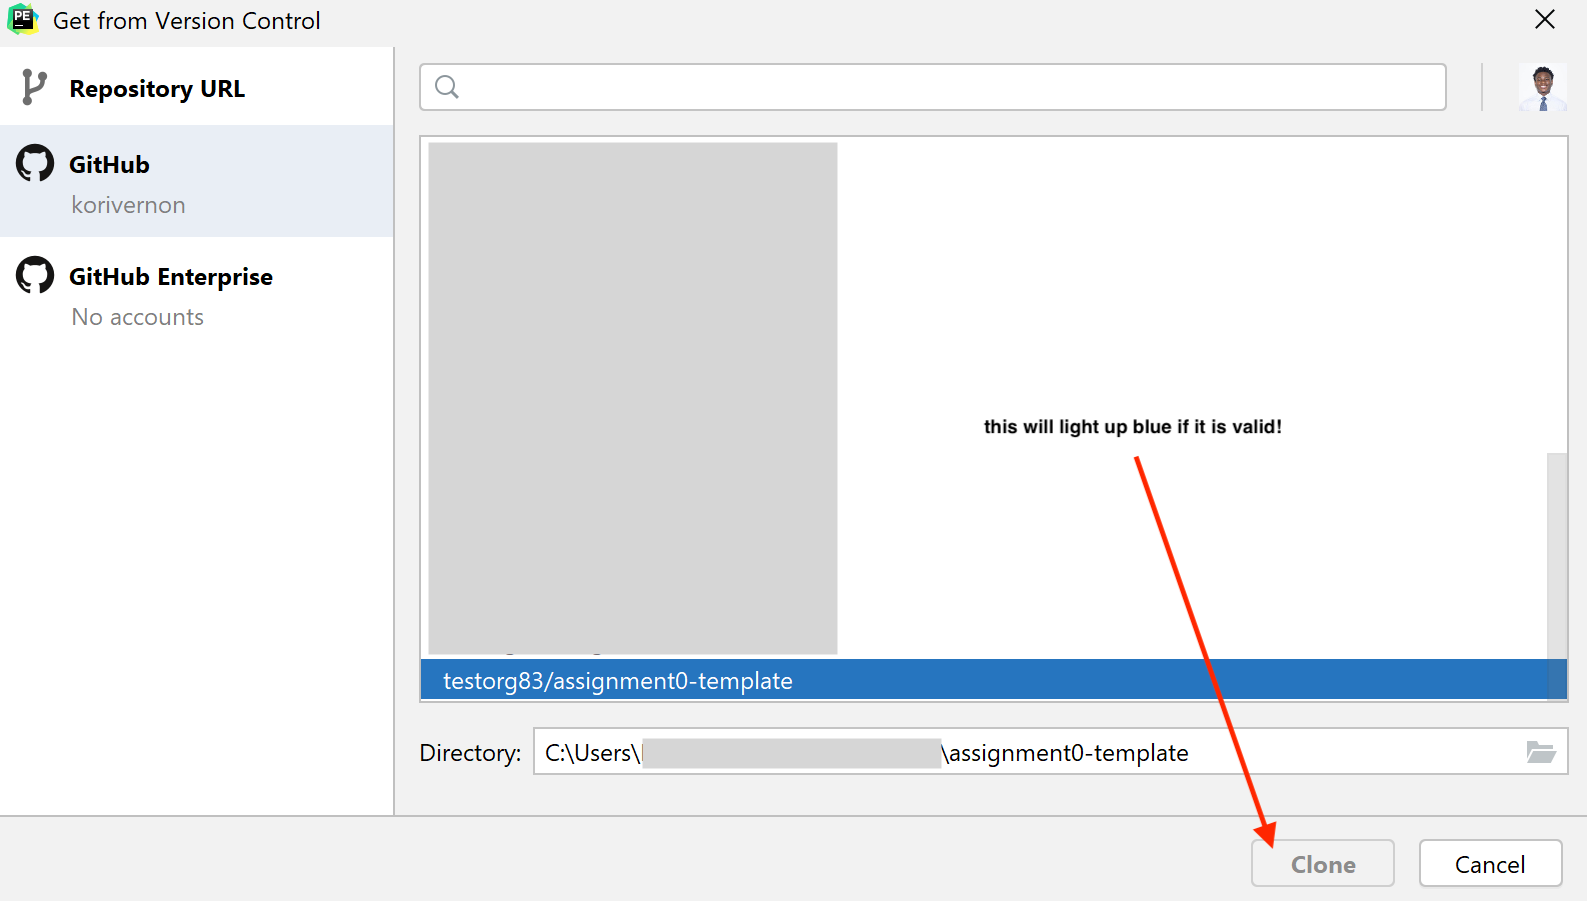 PE
Get from Version Control
Repository URL
GitHub
korivernon
GitHub Enterprise
No accounts
this will light up blue if it is valid!
testorg83/assignment0-template
Directory: C:\Users\ \assignment0-template
Clone Cancel